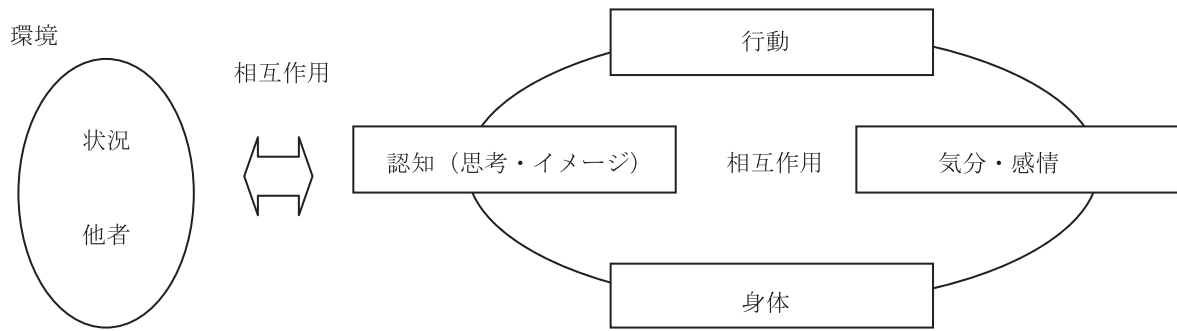 環境
相互作用
状況
他者
行動
認知（思考・イメージ）
相互作用
気分・感情
身体